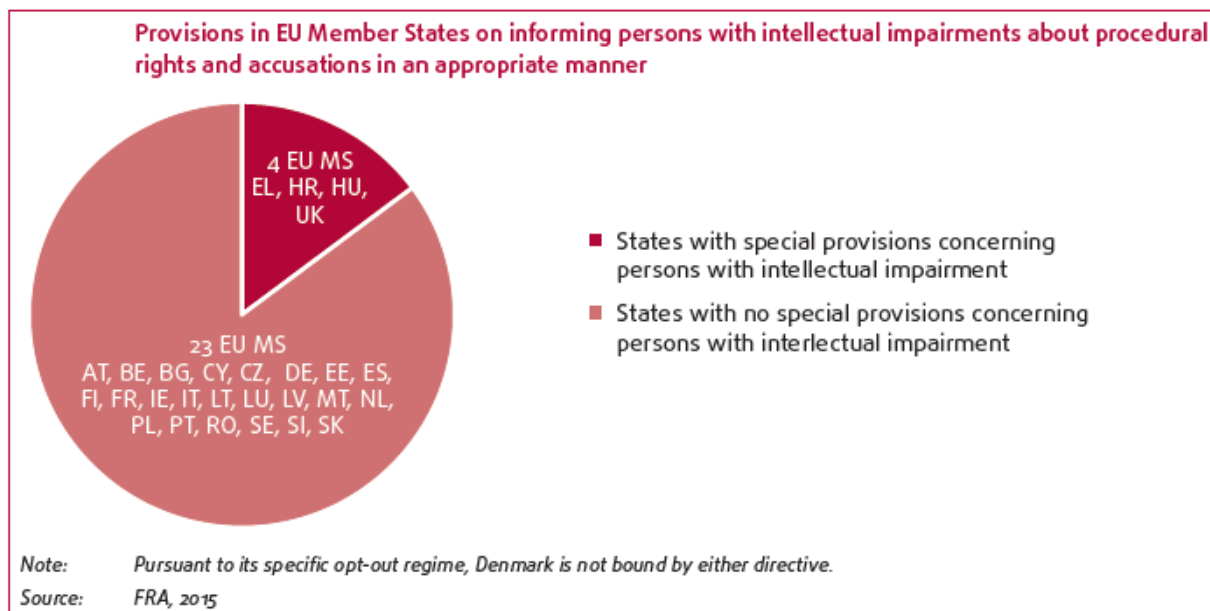 Provisions in EU Member States on informing persons with intellectual impairments about procedural
rights and accusations in an appropriate manner
4 EU MS
EL, HR, HU,
UK
23 EU MS
AT, BE, BG, CY, CZ, DE, EE, ES,
FI, FR, IE, IT, LT, LU, LV, MT, NL,
PL, PT, RO, SE, SI, SK
States with special provisions concerning
persons with intellectual impairment
States with no special provisions concerning
persons with interlectual impairment
Note: Pursuant to its specific opt-out regime, Denmark is not bound by either directive.
Source: FRA, 2015